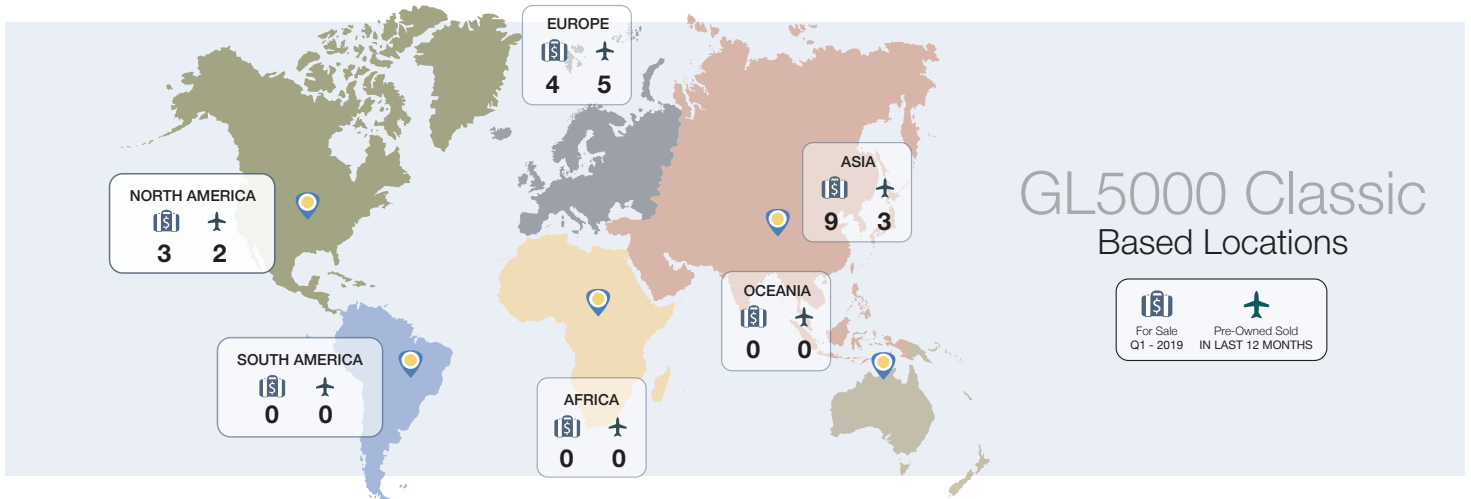 EUROPE
4 5
NORTH AMERICA
3 2
ASIA
9 3
OCEANIA
0 0
SOUTH AMERICA
0 0
AFRICA
0 0
GL5000 Classic
Based Locations
$ 
For Sale Pre-Owned Sold
Q1 - 2019 IN LAST 12 MONTHS